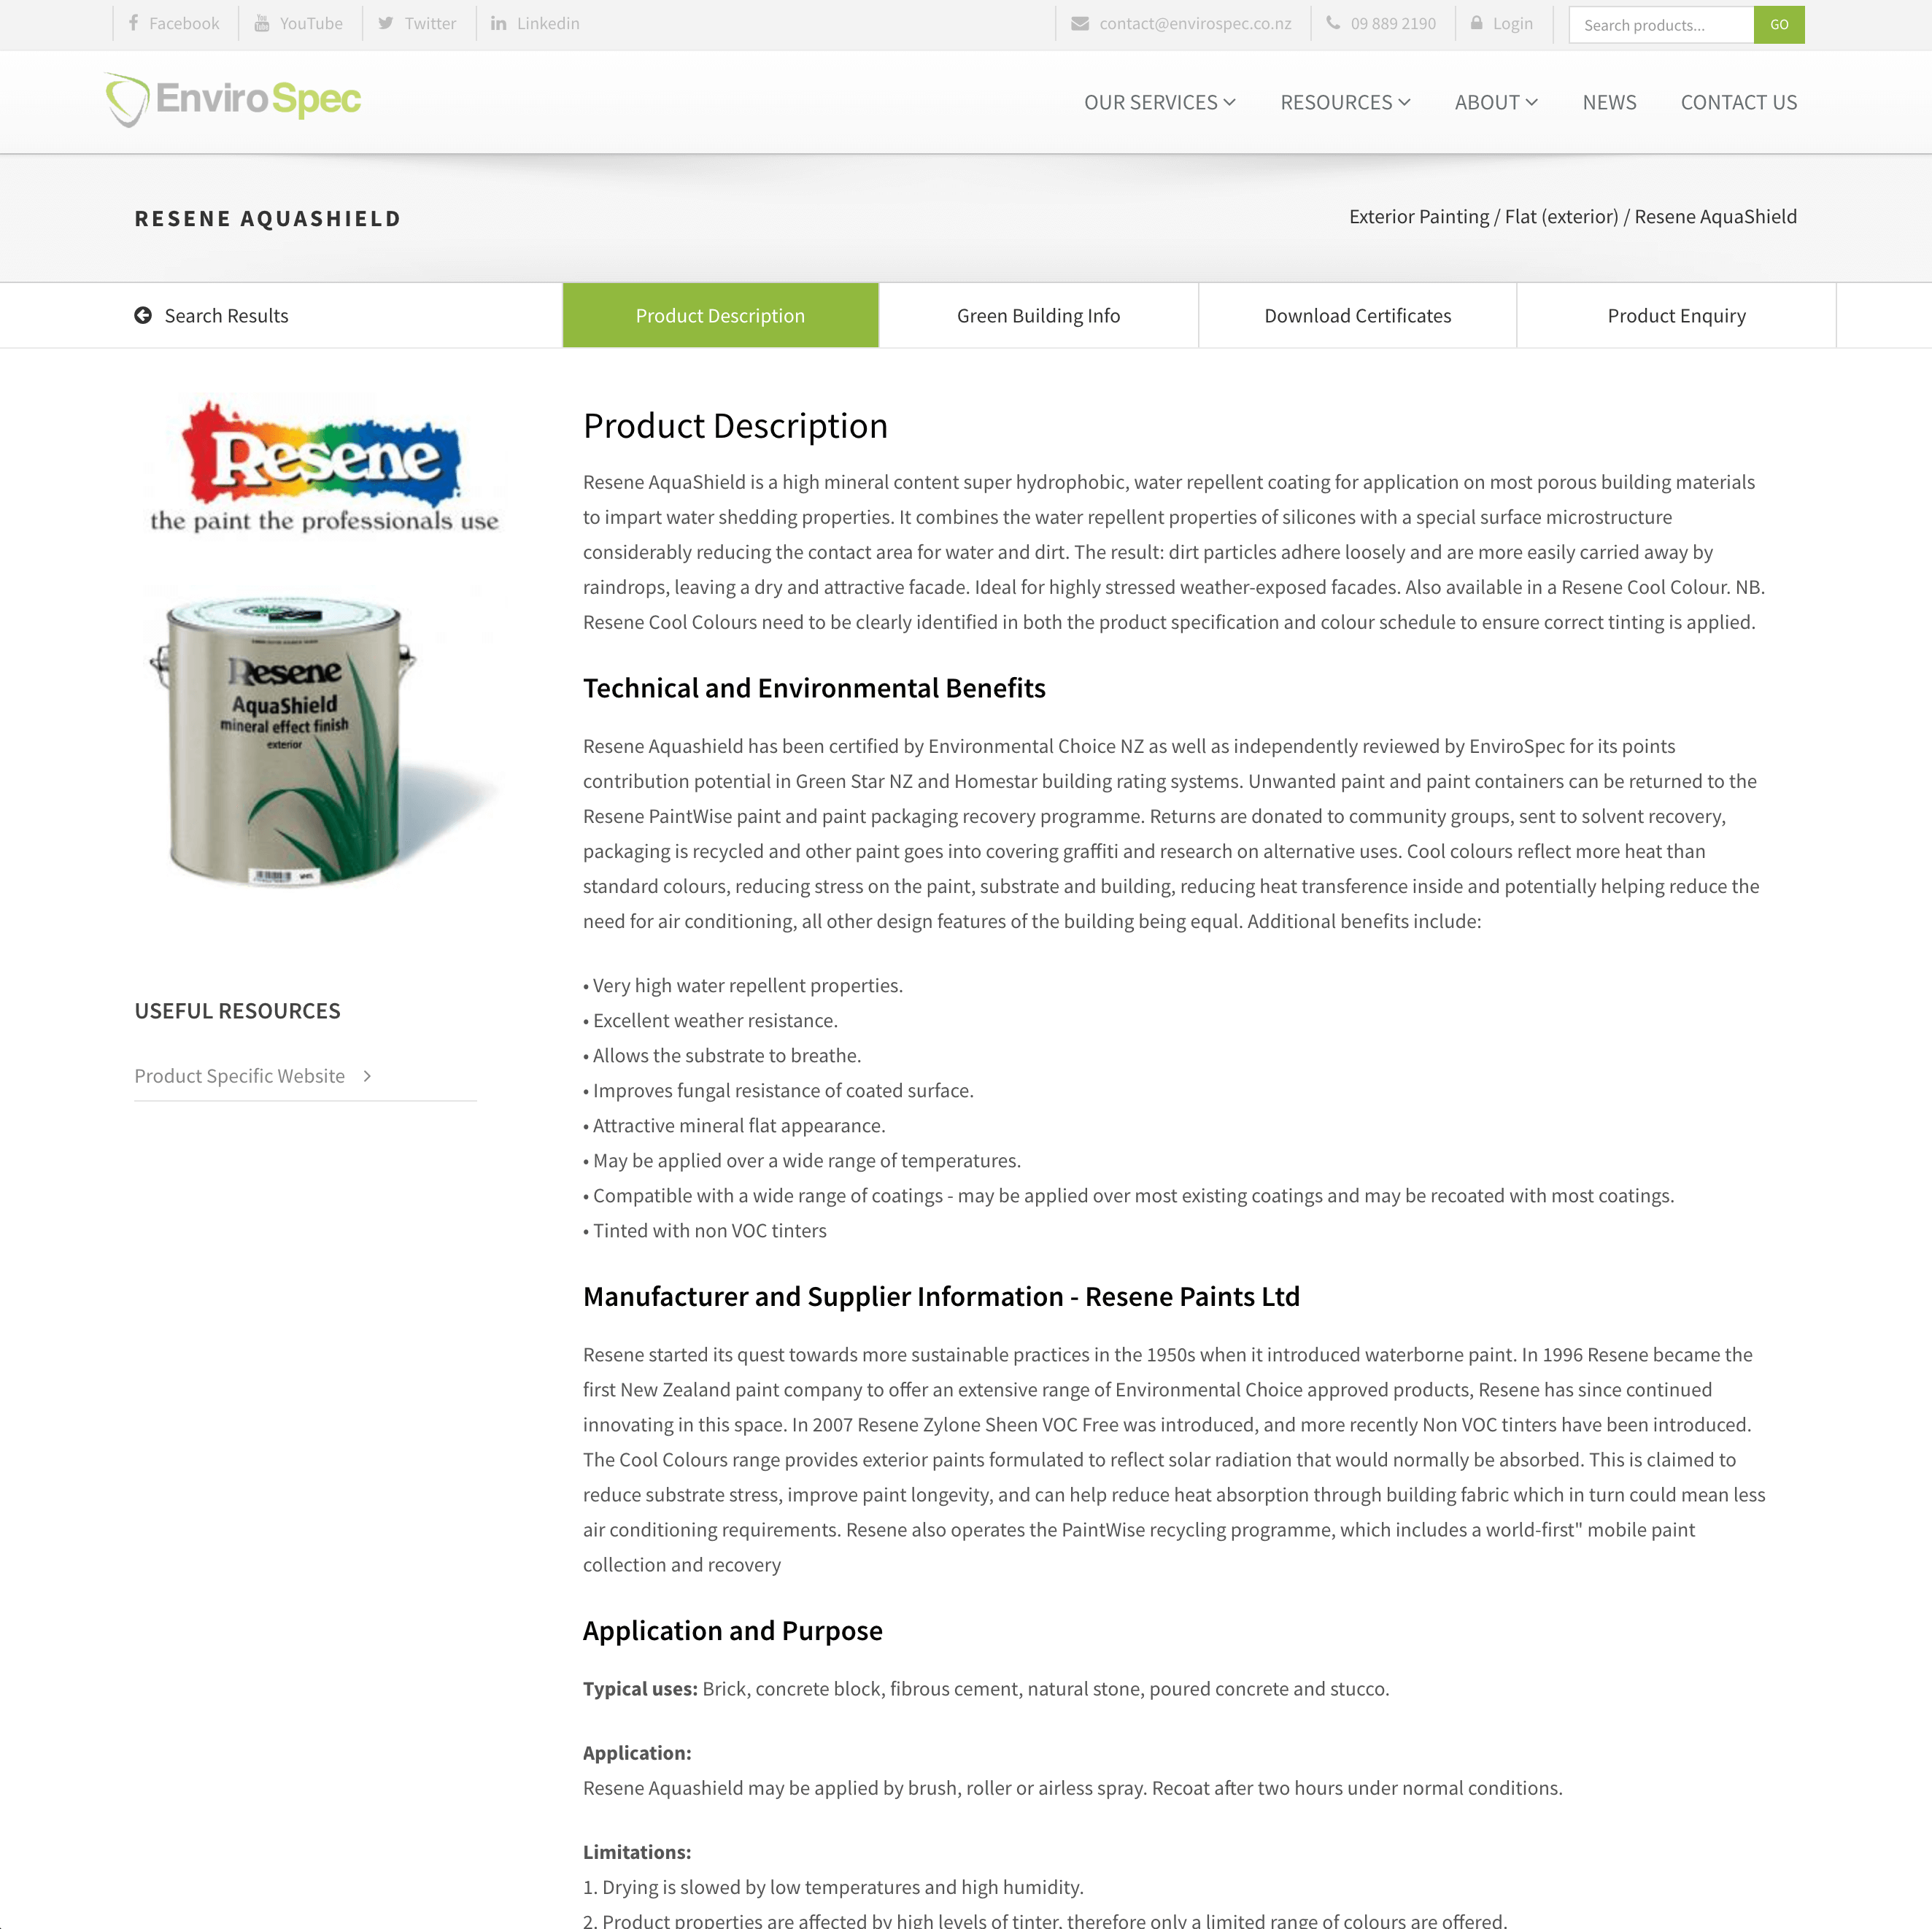 Facebook
YouTube
Twitter
Linkedin
contact@envirospec.co.nz
09 889 2190
Login
Search products...
GO
EnviroSpec
OUR SERVICES
RESOURCES
ABOUT
NEWS
CONTACT US
RESENE AQUASHIELD
Exterior Painting / Flat (exterior) / Resene AquaShield
Search Results
Product Description
Green Building Info
Download Certificates
Product Enquiry
Resene
the paint the professionals use
Resene
AquaShield
mineral effect finish
exterior
USEFUL RESOURCES
Product Specific Website
Product Description
Resene AquaShield is a high mineral content super hydrophobic, water repellent coating for application on most porous building materials
to impart water shedding properties. It combines the water repellent properties of silicones with a special surface microstructure
considerably reducing the contact area for water and dirt. The result: dirt particles adhere loosely and are more easily carried away by
raindrops, leaving a dry and attractive facade. Ideal for highly stressed weather-exposed facades. Also available in a Resene Cool Colour. NB.
Resene Cool Colours need to be clearly identified in both the product specification and colour schedule to ensure correct tinting is applied.
Technical and Environmental Benefits
Resene Aquashield has been certified by Environmental Choice NZ as well as independently reviewed by EnviroSpec for its points
contribution potential in Green Star NZ and Homestar building rating systems. Unwanted paint and paint containers can be returned to the
Resene PaintWise paint and paint packaging recovery programme. Returns are donated to community groups, sent to solvent recovery,
packaging is recycled and other paint goes into covering graffiti and research on alternative uses. Cool colours reflect more heat than
standard colours, reducing stress on the paint, substrate and building, reducing heat transference inside and potentially helping reduce the
need for air conditioning, all other design features of the building being equal. Additional benefits include:
• Very high water repellent properties.
• Excellent weather resistance.
• Allows the substrate to breathe.
• Improves fungal resistance of coated surface.
• Attractive mineral flat appearance.
• May be applied over a wide range of temperatures.
• Compatible with a wide range of coatings - may be applied over most existing coatings and may be recoated with most coatings.
• Tinted with non VOC tinters
Manufacturer and Supplier Information - Resene Paints Ltd
Resene started its quest towards more sustainable practices in the 1950s when it introduced waterborne paint. In 1996 Resene became the
first New Zealand paint company to offer an extensive range of Environmental Choice approved products, Resene has since continued
innovating in this space. In 2007 Resene Zylone Sheen VOC Free was introduced, and more recently Non VOC tinters have been introduced.
The Cool Colours range provides exterior paints formulated to reflect solar radiation that would normally be absorbed. This is claimed to
reduce substrate stress, improve paint longevity, and can help reduce heat absorption through building fabric which in turn could mean less
air conditioning requirements. Resene also operates the PaintWise recycling programme, which includes a world-first" mobile paint
collection and recovery
Application and Purpose
Typical uses: Brick, concrete block, fibrous cement, natural stone, poured concrete and stucco.
Application:
Resene Aquashield may be applied by brush, roller or airless spray. Recoat after two hours under normal conditions.
Limitations:
1. Drying is slowed by low temperatures and high humidity.
2. Product properties are affected by high levels of tinter, therefore only a limited range of colours are offered.